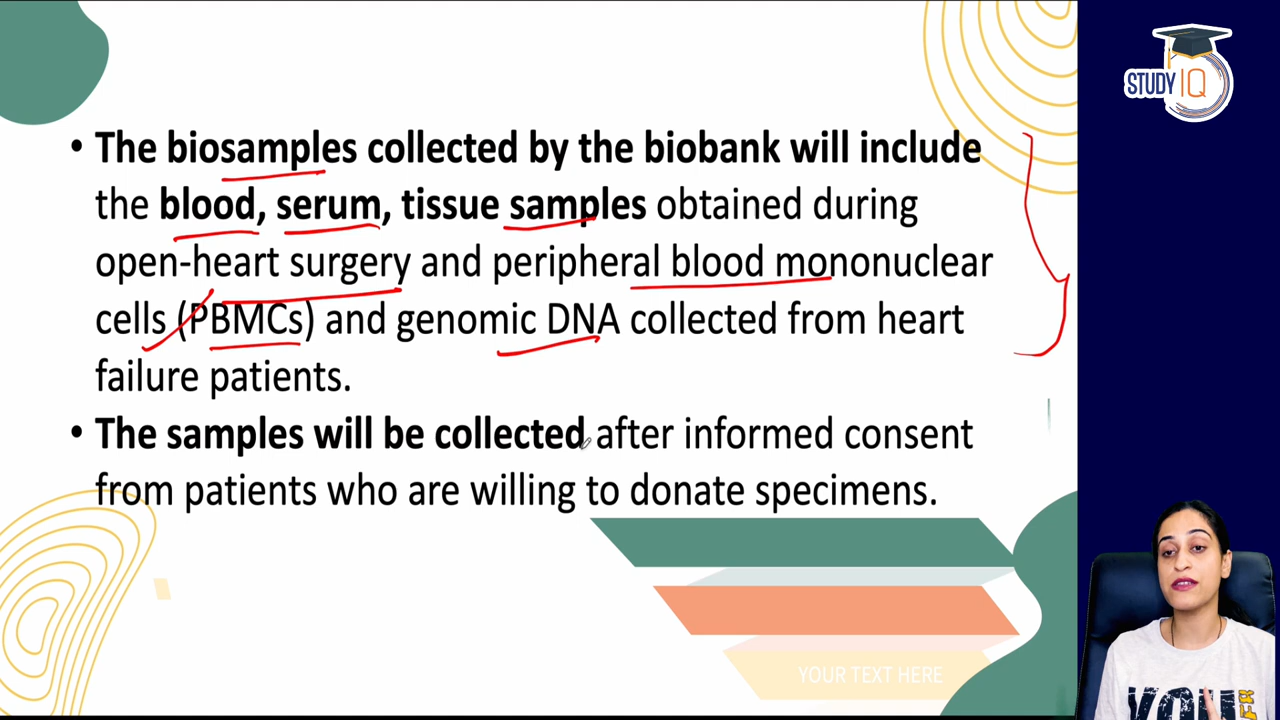 • The biosamples collected by the biobank will include
the blood, serum, tissue samples obtained during
open-heart surgery and peripheral blood mononuclear
cells (PBMCs) and genomic DNA collected from heart
failure patients.
• The samples will be collected after informed consent
from patients who are willing to donate specimens.
YOUR TEXT HERE
STUDY IQ